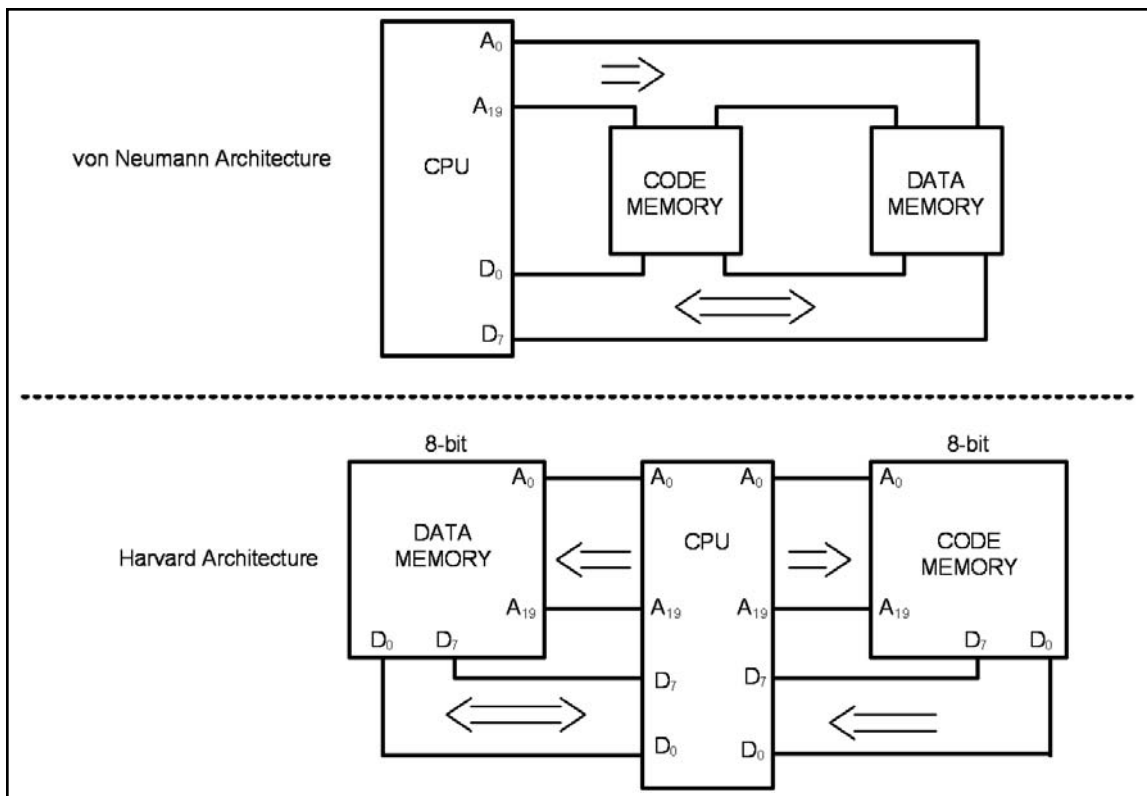 von Neumann Architecture
CPU
A₀
A₁₉
D₀
D₇
CODE
MEMORY
DATA
MEMORY
Harvard Architecture
8-bit
DATA
MEMORY
A₀
A₁₉
D₀ D₇
CPU
A₀ A₀
A₁₉ A₁₉
D₇ D₇
D₀ D₀
8-bit
A₀
CODE
MEMORY
A₁₉
D₇ D₀